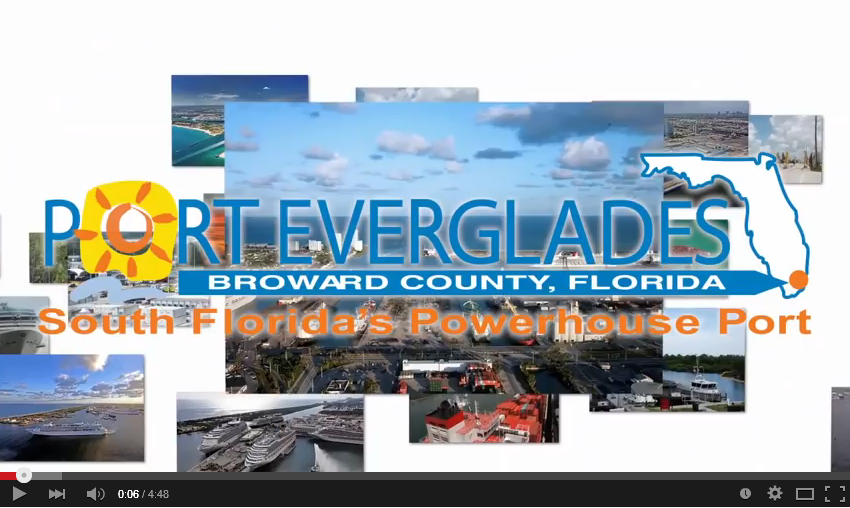 PORT EVERGLADES
BROWARD COUNTY, FLORIDA
South Florida's Powerhouse Port
0:06 / 4:48